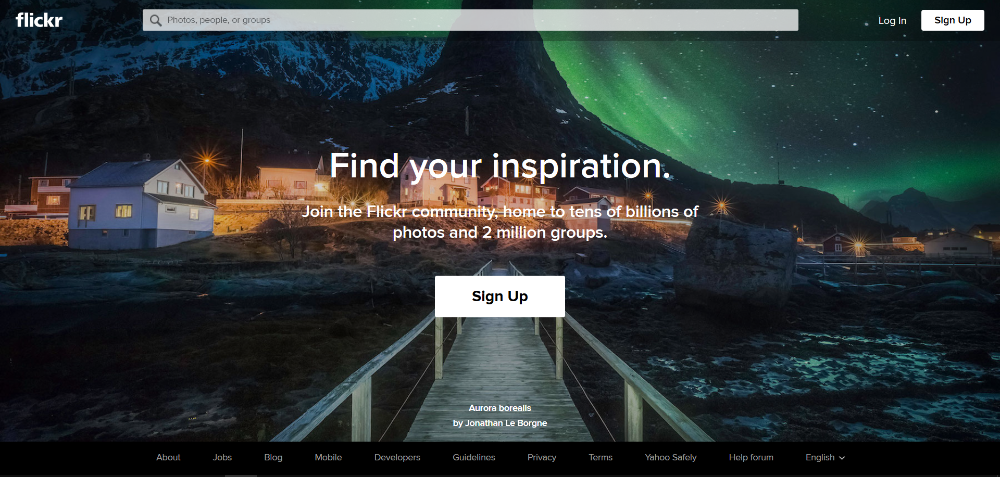 flickr
Photos, people, or groups
Log In
Sign Up
Find your inspiration.
Join the Flickr community, home to tens of billions of
photos and 2 million groups.
Sign Up
Aurora borealis
by Jonathan Le Borgne
About Jobs Blog Mobile Developers Guidelines Privacy Terms Yahoo Safely Help forum English